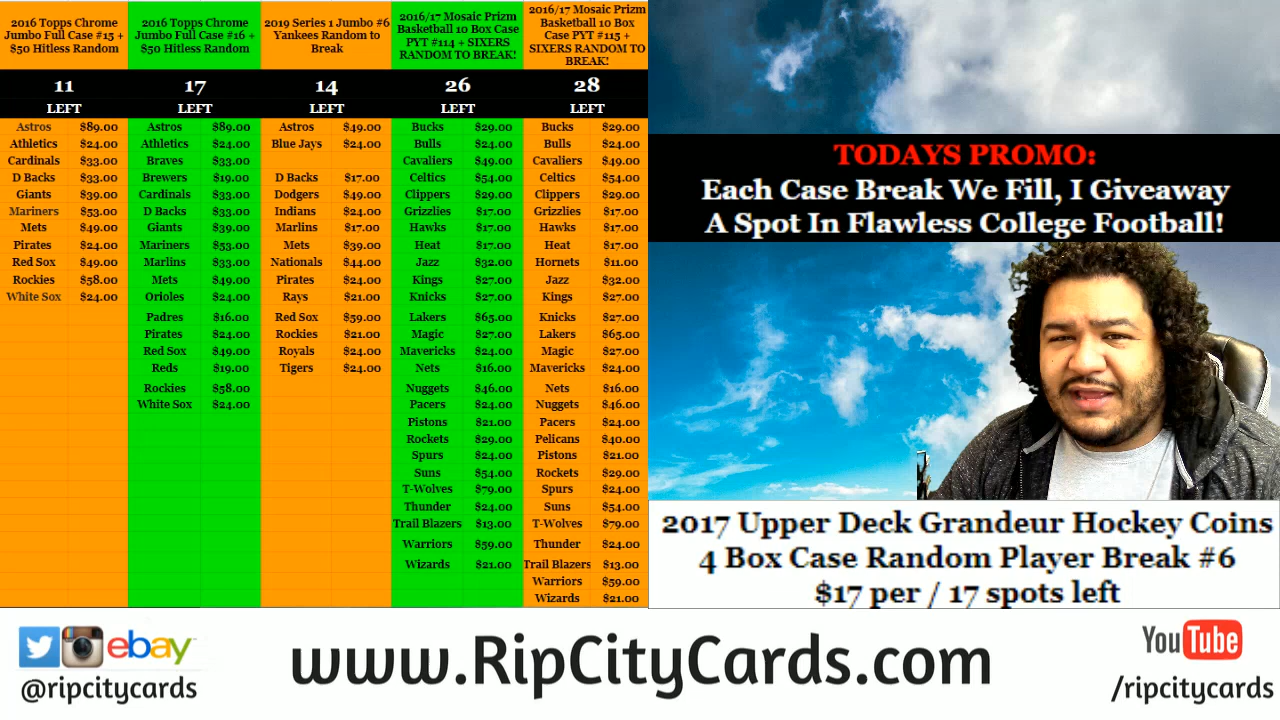 2016 Topps Chrome
Jumbo Full Case #15 +
$50 Hitless Random
11
LEFT
Astros $89.00
Athletics $24.00
Cardinals $33.00
D Backs $33.00
Giants $39.00
Mariners $53.00
Mets $49.00
Pirates $24.00
Red Sox $49.00
Rockies $58.00
White Sox $24.00
2016 Topps Chrome
Jumbo Full Case #16 +
$50 Hitless Random
17
LEFT
Astros $89.00
Athletics $24.00
Braves $33.00
Brewers $19.00
Cardinals $33.00
D Backs $33.00
Giants $39.00
Mariners $53.00
Marlins $33.00
Mets $49.00
Orioles $24.00
Padres $16.00
Pirates $24.00
Red Sox $49.00
Reds $19.00
Rockies $58.00
White Sox $24.00
2019 Series 1 Jumbo #6
Yankees Random to
Break
14
LEFT
Astros $49.00
Blue Jays $24.00
D Backs $17.00
Dodgers $49.00
Indians $24.00
Marlins $17.00
Mets $39.00
Nationals $44.00
Pirates $24.00
Rays $21.00
Red Sox $59.00
Rockies $21.00
Royals $24.00
Tigers $24.00
2016/17 Mosaic Prizm
Basketball 10 Box Case
PYT #114 + SIXERS
RANDOM TO BREAK!
26
LEFT
Bucks $29.00
Bulls $24.00
Cavaliers $49.00
Celtics $54.00
Clippers $29.00
Grizzlies $17.00
Hawks $17.00
Heat $17.00
Jazz $32.00
Kings $27.00
Knicks $27.00
Lakers $65.00
Magic $27.00
Mavericks $24.00
Nets $16.00
Nuggets $46.00
Pacers $24.00
Pistons $21.00
Rockets $29.00
Spurs $24.00
Suns $54.00
T-Wolves $79.00
Thunder $24.00
Trail Blazers $13.00
Warriors $59.00
Wizards $21.00
2016/17 Mosaic Prizm
Basketball 10 Box
Case PYT #115 +
SIXERS RANDOM TO
BREAK!
28
LEFT
Bucks $29.00
Bulls $24.00
Cavaliers $49.00
Celtics $54.00
Clippers $29.00
Grizzlies $17.00
Hawks $17.00
Heat $17.00
Hornets $11.00
Jazz $32.00
Kings $27.00
Knicks $27.00
Lakers $65.00
Magic $27.00
Mavericks $24.00
Nets $16.00
Nuggets $46.00
Pacers $24.00
Pelicans $40.00
Pistons $21.00
Rockets $29.00
Spurs $24.00
Suns $54.00
T-Wolves $79.00
Thunder $24.00
Trail Blazers $13.00
Warriors $59.00
Wizards $21.00
TODAYS PROMO:
Each Case Break We Fill, I Giveaway
A Spot In Flawless College Football!
2017 Upper Deck Grandeur Hockey Coins
4 Box Case Random Player Break #6
$17 per / 17 spots left
ebay
@ripcitycards
www.RipCityCards.com
YouTube
/ripcitycards